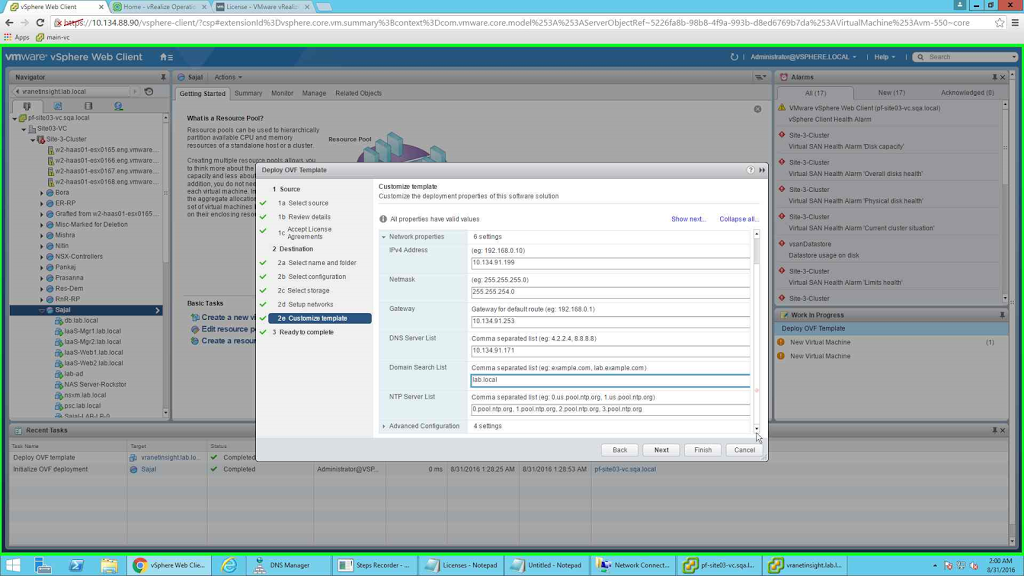 vSphere Web Client
Home - vRealize Operatio
License - VMware vRealiz
https://10.134.88.90/vsphere-client/?csp#extensionId%3Dvsphere.core.vm.summary%3Bcontext%3Dcom.vmware.core.model%253A%253AServerObjectRef~5226fa8b-98b8-4f9a-993b-d8ed6769b7da%253AVirtualMachine%253Avm-550~core
Apps
main-vc
vmware vSphere Web Client
Administrator@VSPHERE.LOCAL
Help
Search
Navigator
vranetinsight.lab.local
pf-site03-vc.sqa.local
Site03-VC
Site-3-Cluster
w2-haas01-esx0165.eng.vmware...
w2-haas01-esx0166.eng.vmware...
w2-haas01-esx0167.eng.vmware...
w2-haas01-esx0168.eng.vmware...
Bora
ER-RP
Grafted from w2-haas01-esx0165...
Misc-Marked for Deletion
Mishra
Nitin
NSX-Controllers
Pankaj
Prasanna
Res-Dem
RnR-RP
Sajal
db.lab.local
IaaS-Mgr1.lab.local
IaaS-Mgr2.lab.local
IaaS-Web1.lab.local
IaaS-Web2.lab.local
lab-ad
NAS Server-Rockstor
nsxm.lab.local
psc.lab.local
Sajal-LAB-LB-0
Sajal
Actions
Getting Started
Summary
Monitor
Manage
Related Objects
What is a Resource Pool?
Resource pools can be used to hierarchically
partition available CPU and memory
resources of a standalone host or a cluster.
Creating multiple resource pools allows you
to think more about the
capacity and less abou
addition, you do not nee
each virtual machine. In
the aggregate allocation
set of virtual machines
on their enclosing resou
Resource Pool
Basic Tasks
Create a new vi
Edit resource po
Create a resour
Deploy OVF Template
1 Source
1a Select source
1b Review details
1c Accept License
Agreements
2 Destination
2a Select name and folder
2b Select configuration
2c Select storage
2d Setup networks
2e Customize template
3 Ready to complete
Customize template
Customize the deployment properties of this software solution
All properties have valid values
Show next...
Collapse all...
Network properties
6 settings
IPv4 Address
(eg: 192.168.0.10)
10.134.91.199
Netmask
(eg: 255.255.255.0)
255.255.254.0
Gateway
Gateway for default route (eg: 192.168.0.1)
10.134.91.253
DNS Server List
Comma separated list (eg: 4.2.2.4, 8.8.8.8)
10.134.91.171
Domain Search List
Comma separated list (eg: example.com, lab.example.com)
lab.local
NTP Server List
Comma separated list (eg: 0.us.pool.ntp.org, 1.us.pool.ntp.org)
0.pool.ntp.org, 1.pool.ntp.org, 2.pool.ntp.org, 3.pool.ntp.org
Advanced Configuration
4 settings
Back
Next
Finish
Cancel
Alarms
All (17)
New (17)
Acknowledged (0)
VMware vSphere Web Client (pf-site03-vc.sqa.local)
vSphere Client Health Alarm
Site-3-Cluster
Virtual SAN Health Alarm 'Disk capacity'
Site-3-Cluster
Virtual SAN Health Alarm 'Overall disks health'
Site-3-Cluster
Virtual SAN Health Alarm 'Physical disk'
Site-3-Cluster
Virtual SAN Health Alarm 'Current cluster situation'
vsanDatastore
Datastore usage on disk
Site-3-Cluster
Virtual SAN Health Alarm 'Limits health'
Site-3-Cluster
Work In Progress
Deploy OVF Template
New Virtual Machine
(1)
New Virtual Machine
Recent Tasks
Task Name
Target
Status
Deploy OVF template
vranetinsight.lab.lo...
Completed
Initialize OVF deployment
Sajal
Completed
Administrator@VSP...
0 ms
8/31/2016 1:28:25 AM
8/31/2016 1:28:53 AM
pf-site03-vc.sqa.local
vSphere Web Clie...
DNS Manager
Steps Recorder - ...
Licenses - Notepad
Untitled - Notepad
Network Connect...
pf-site03-vc.sqa.l...
vranetinsight.lab.l...
2:00 AM
8/31/2016